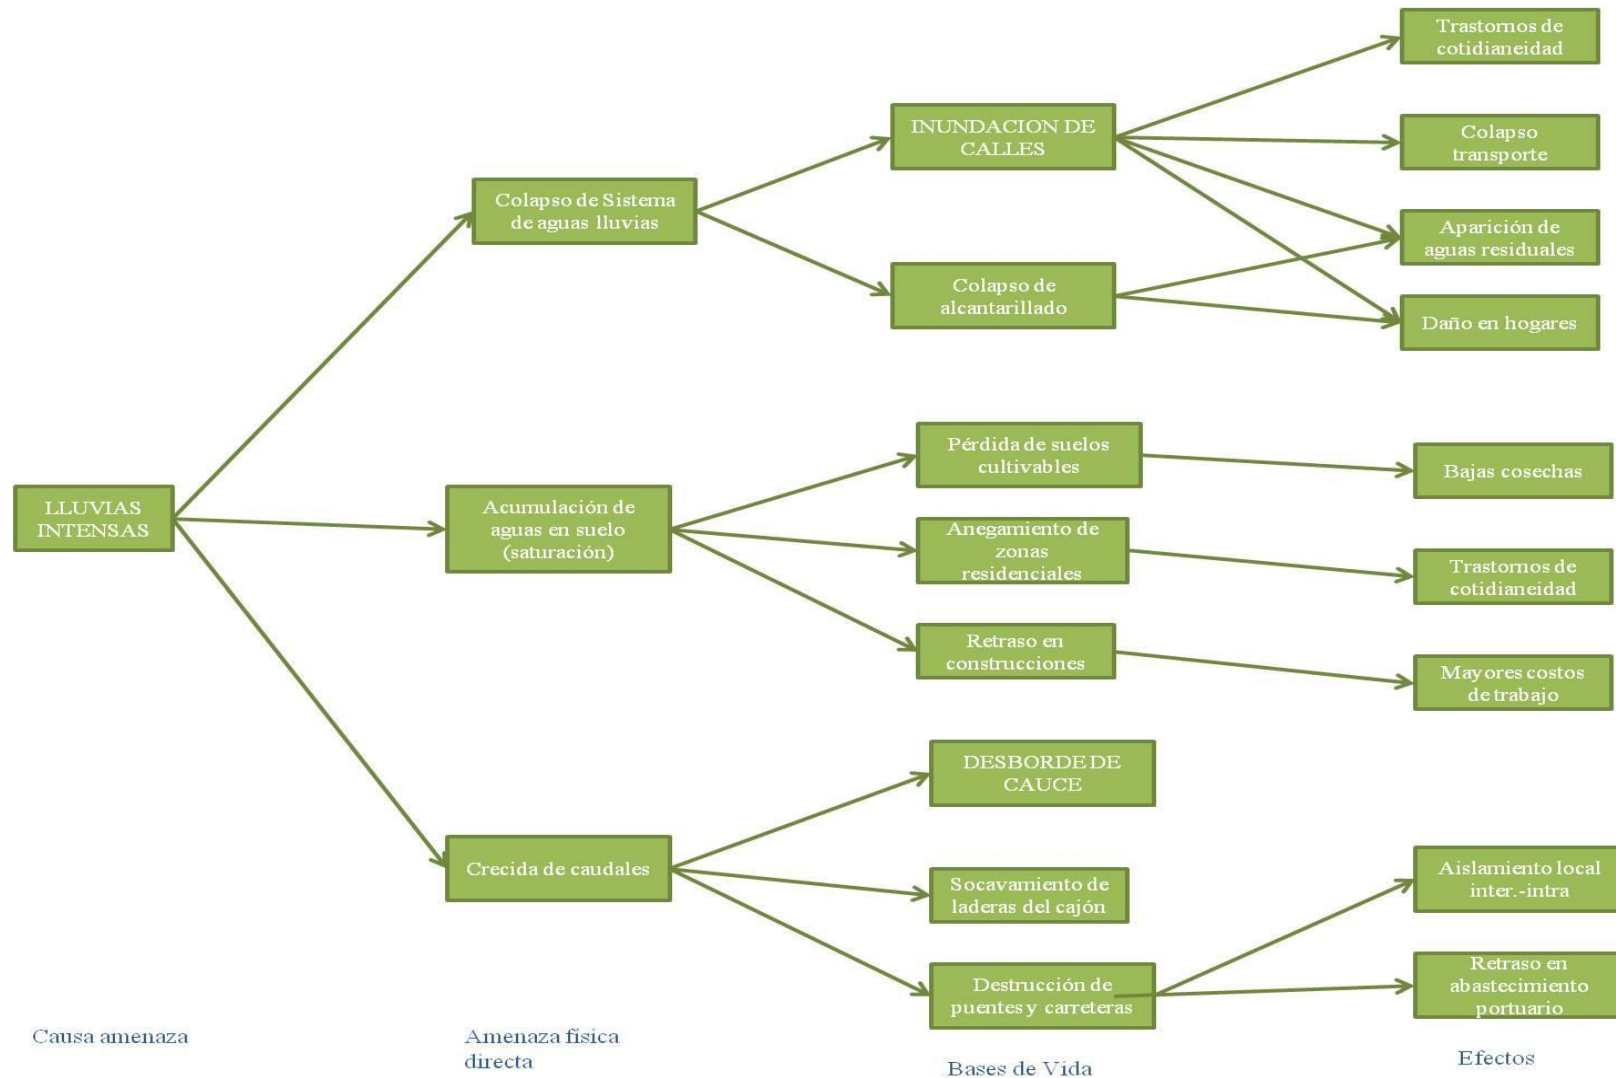 Trastornos de
cotidianeidad
INUNDACION DE
CALLES
Colapso
transporte
Colapso de Sistema
de aguas lluvias
Aparición de
aguas residuales
Colapso de
alcantarillado
Daño en hogares
Pérdida de suelos
cultivables
Bajas cosechas
LLUVIAS
INTENSAS
Acumulación de
aguas en suelo
(saturación)
Anegamiento de
zonas
residenciales
Trastornos de
cotidianeidad
Retraso en
construcciones
Mayores costos
de trabajo
DESBORDE DE
CAUCE
Crecida de caudales
Socavamiento de
laderas del cajón
Aislamiento local
inter.-intra
Destrucción de
puentes y carreteras
Retraso en
abastecimiento
portuario
Causa amenaza
Amenaza física
directa
Bases de Vida
Efectos